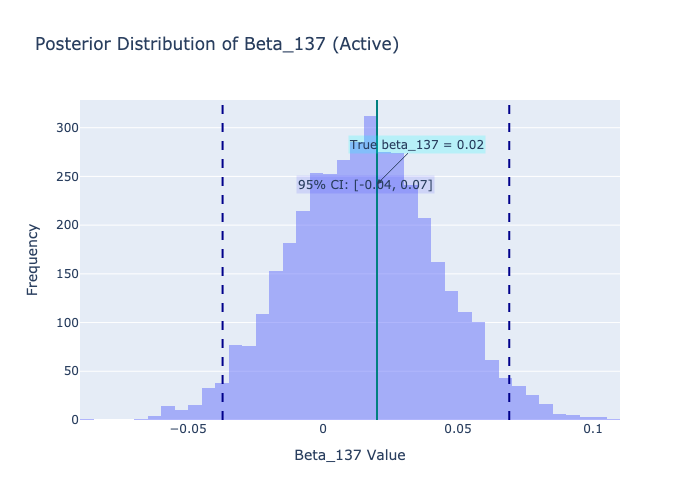 Posterior Distribution of Beta_137 (Active)
300
True beta_137 = 0.02
250
95% CI: [-0.04, 0.07]
200
Frequency
150
100
50
0
−0.05
0
0.05
0.1
Beta_137 Value